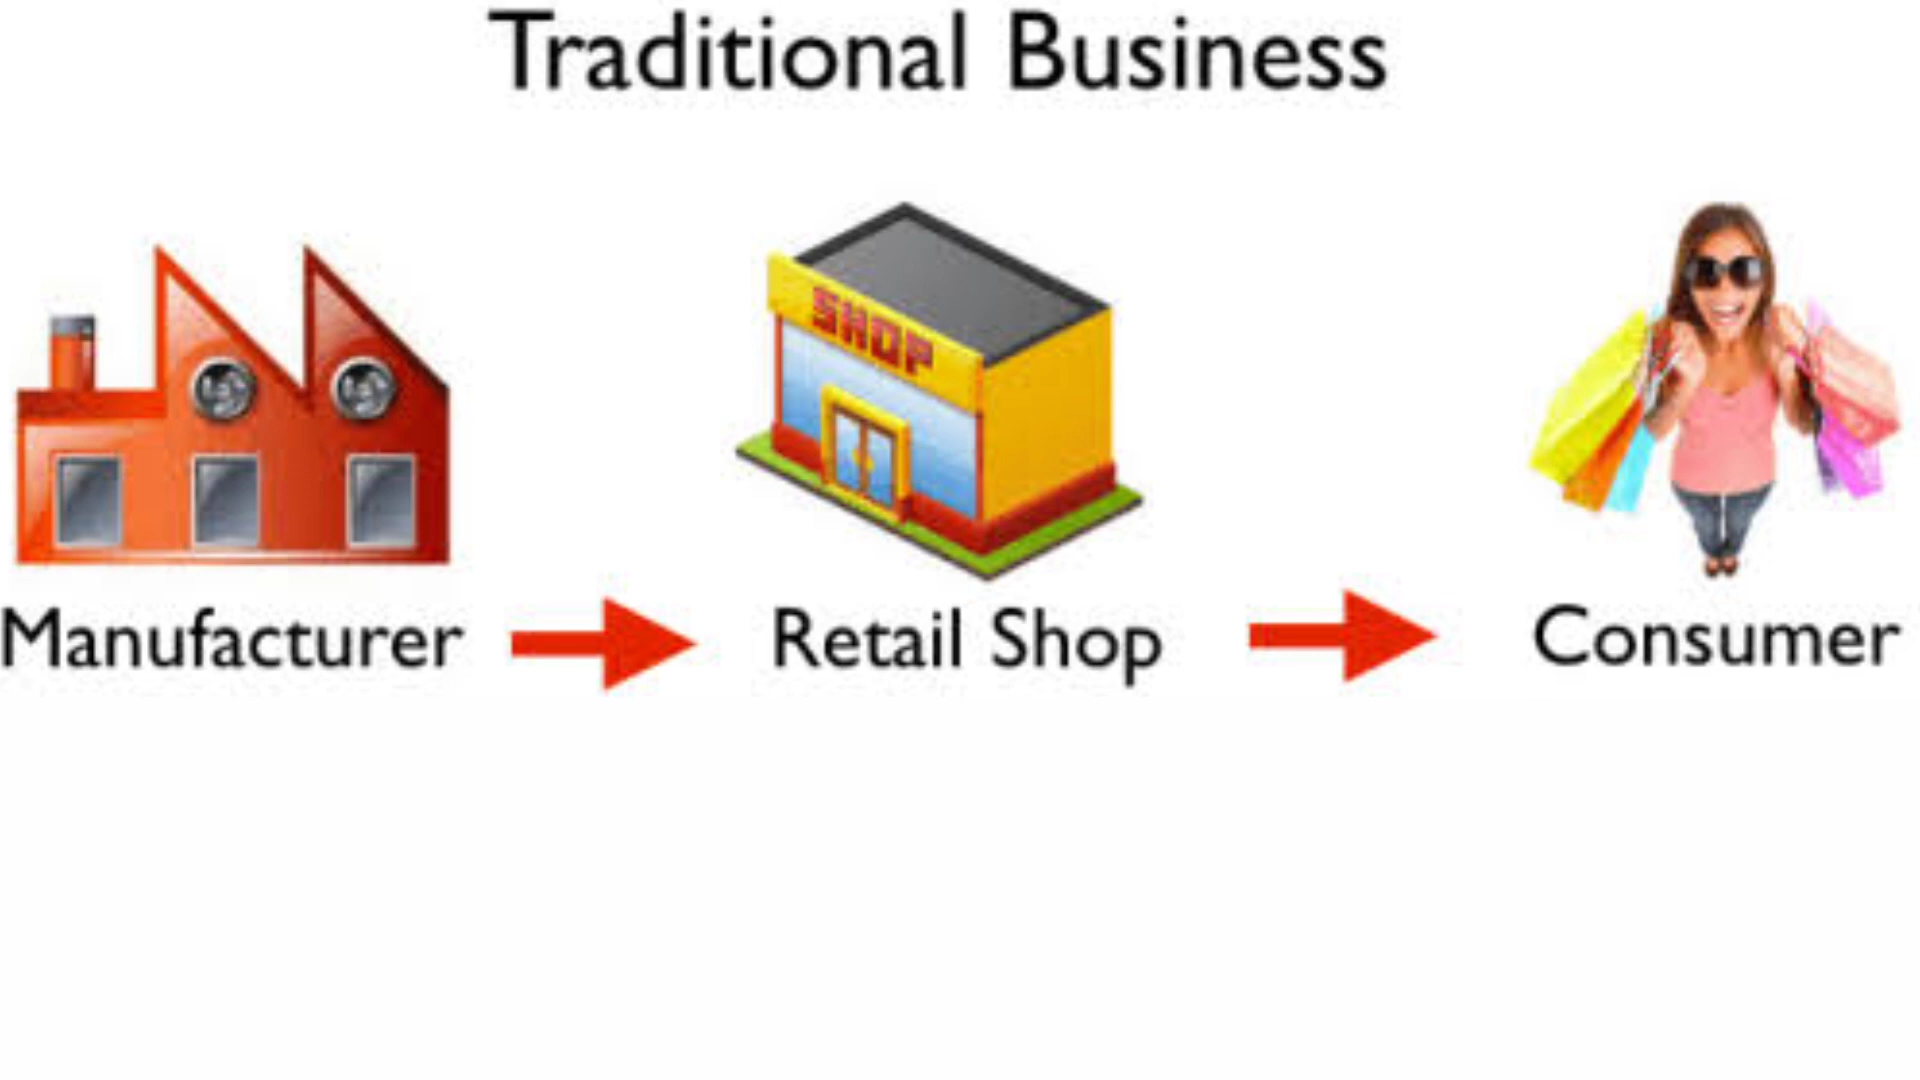 Traditional Business
SHOP
Manufacturer
Retail Shop
Consumer